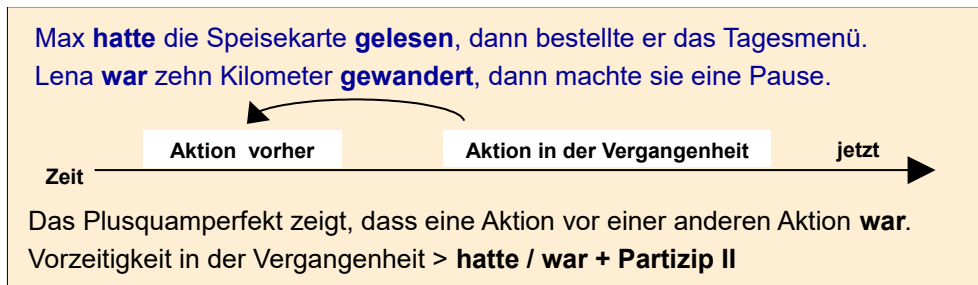 Max hatte die Speisekarte gelesen, dann bestellte er das Tagesmenü.
Lena war zehn Kilometer gewandert, dann machte sie eine Pause.
Aktion vorher Aktion in der Vergangenheit jetzt
Zeit
Das Plusquamperfekt zeigt, dass eine Aktion vor einer anderen Aktion war.
Vorzeitigkeit in der Vergangenheit > hatte / war + Partizip II